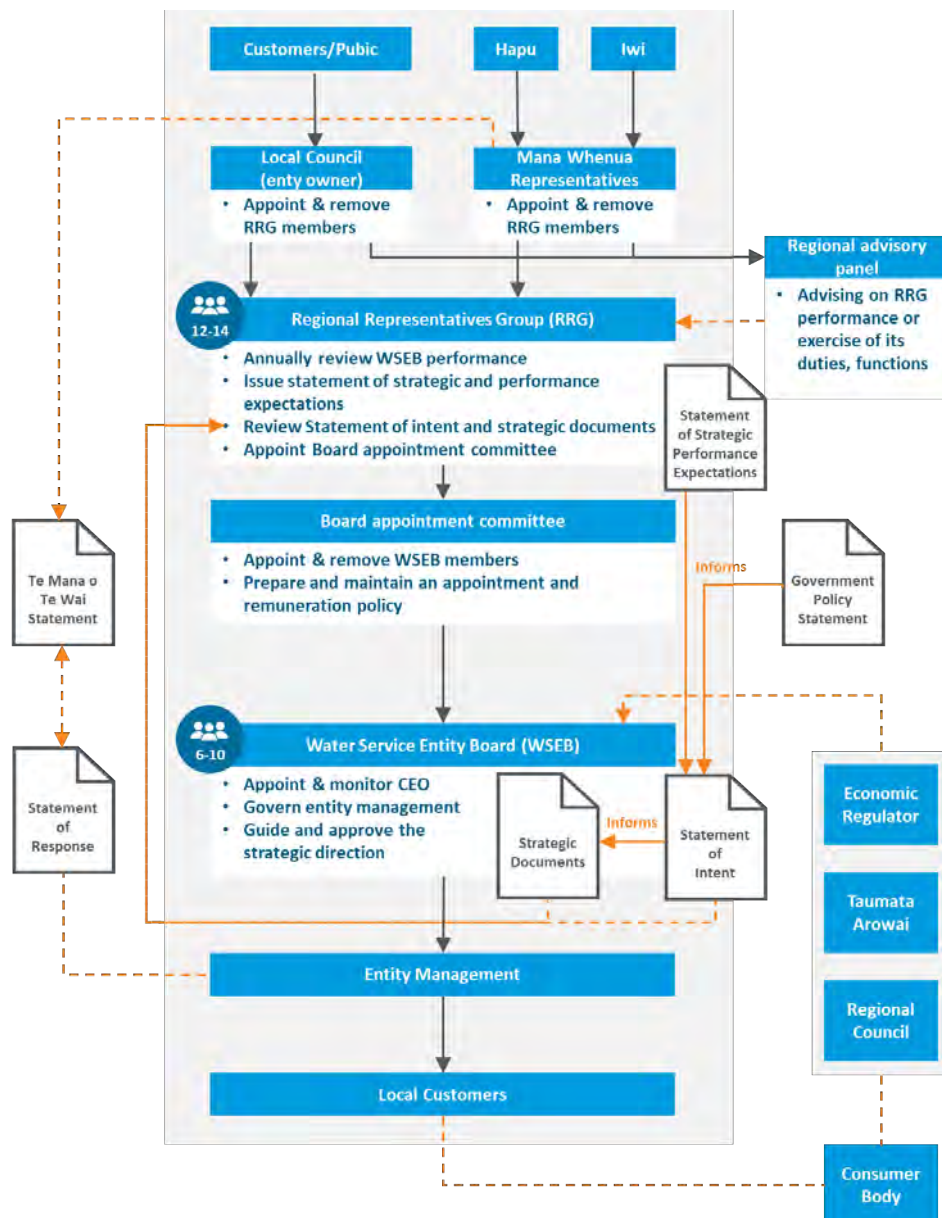 Customers/Pubic
Hapu
Iwi
Local Council
(enty owner)
• Appoint & remove
RRG members
Mana Whenua
Representatives
• Appoint & remove
RRG members
Regional advisory
panel
• Advising on RRG
performance or
exercise of its
duties, functions
12-14
Regional Representatives Group (RRG)
• Annually review WSEB performance
• Issue statement of strategic and performance
expectations
• Review Statement of intent and strategic documents
• Appoint Board appointment committee
Statement
of Strategic
Performance
Expectations
Board appointment committee
• Appoint & remove WSEB members
• Prepare and maintain an appointment and
remuneration policy
Te Mana o
Te Wai
Statement
Informs
Government
Policy
Statement
6-10
Water Service Entity Board (WSEB)
• Appoint & monitor CEO
• Govern entity management
• Guide and approve the
strategic direction
Strategic
Documents
Informs
Statement
of
Intent
Statement
of
Response
Economic
Regulator
Taumata
Arowai
Regional
Council
Entity Management
Local Customers
Consumer
Body